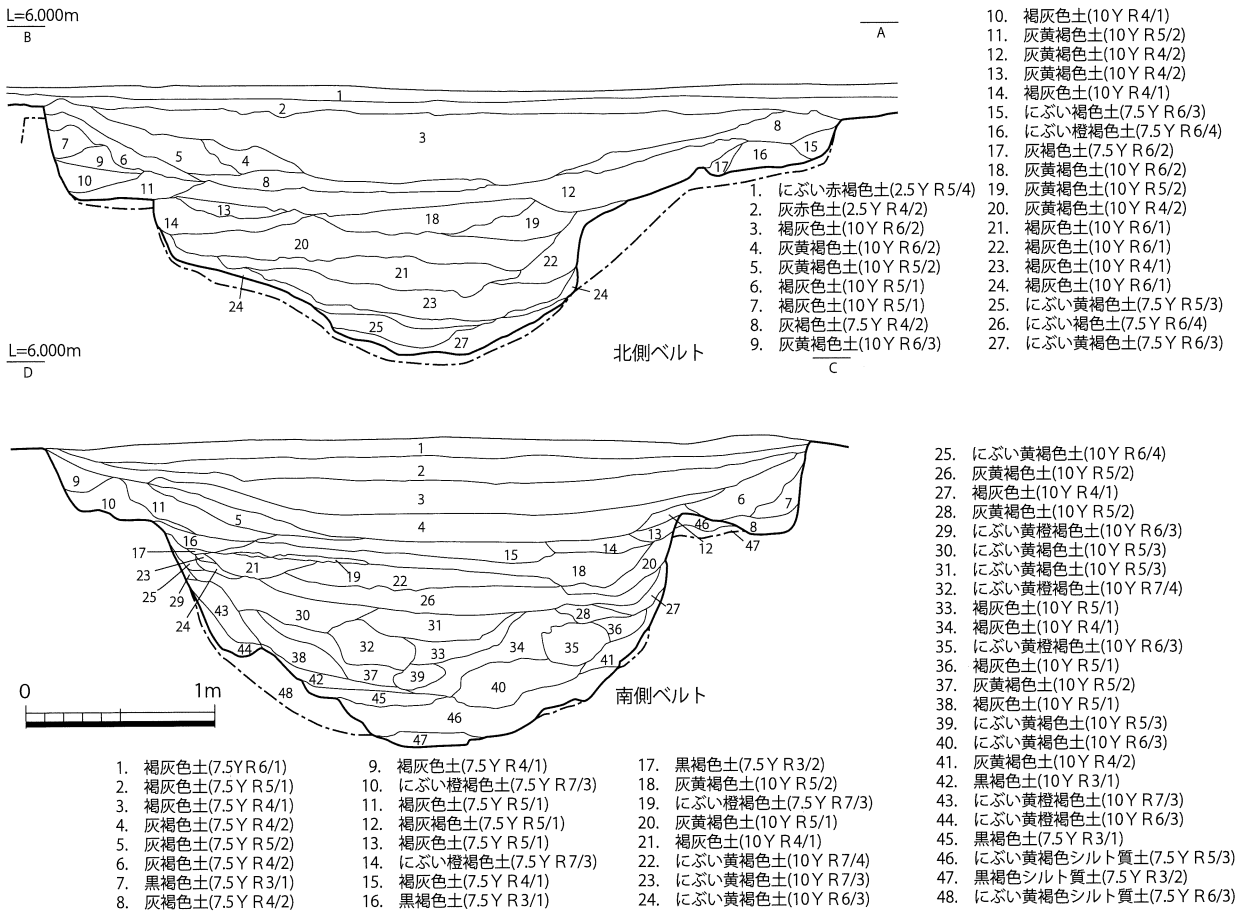 L=6.000m
B
A
1
2
3
8
7
9
6
5
4
8
10
11
12
17
16
15
14
13
18
19
20
21
22
23
24
24
25
27
北側ベルト
1. にぶい赤褐色土(2.5ＹＲ5/4)
2. 灰赤色土(2.5ＹＲ4/2)
3. 褐灰色土(10ＹＲ6/2)
4. 灰黄褐色土(10ＹＲ6/2)
5. 灰黄褐色土(10ＹＲ5/2)
6. 褐灰色土(10ＹＲ5/1)
7. 褐灰色土(10ＹＲ5/1)
8. 灰褐色土(7.5ＹＲ4/2)
9. 灰黄褐色土(10ＹＲ6/3)
10. 褐灰色土(10ＹＲ4/1)
11. 灰黄褐色土(10ＹＲ5/2)
12. 灰黄褐色土(10ＹＲ4/2)
13. 灰黄褐色土(10ＹＲ4/2)
14. 褐灰色土(10ＹＲ4/1)
15. にぶい褐色土(7.5ＹＲ6/3)
16. にぶい橙褐色土(7.5ＹＲ6/4)
17. 灰褐色土(7.5ＹＲ6/2)
18. 灰黄褐色土(10ＹＲ6/2)
19. 灰黄褐色土(10ＹＲ5/2)
20. 灰黄褐色土(10ＹＲ4/2)
21. 褐灰色土(10ＹＲ6/1)
22. 褐灰色土(10ＹＲ6/1)
23. 褐灰色土(10ＹＲ4/1)
24. 褐灰色土(10ＹＲ6/1)
25. にぶい黄褐色土(7.5ＹＲ5/3)
26. にぶい褐色土(7.5ＹＲ6/4)
27. にぶい黄褐色土(7.5ＹＲ6/3)
L=6.000m
D
C
1
2
3
4
9
10
11
5
6
7
8
46
47
12
13
14
15
16
17
23
25
29
24
21
19
22
18
20
26
27
28
30
31
43
32
33
34
35
36
44
38
37
39
41
42
45
40
48
46
47
南側ベルト
0 1m
1. 褐灰色土(7.5YＲ6/1)
2. 褐灰色土(7.5ＹＲ5/1)
3. 褐灰色土(7.5ＹＲ4/1)
4. 灰褐色土(7.5ＹＲ4/2)
5. 灰褐色土(7.5ＹＲ5/2)
6. 灰褐色土(7.5ＹＲ4/2)
7. 黒褐色土(7.5ＹＲ3/1)
8. 灰褐色土(7.5ＹＲ4/2)
9. 褐灰色土(7.5ＹＲ4/1)
10. にぶい橙褐色土(7.5ＹＲ7/3)
11. 褐灰色土(7.5ＹＲ5/1)
12. 褐灰褐色土(7.5ＹＲ5/1)
13. 褐灰色土(7.5ＹＲ5/1)
14. にぶい橙褐色土(7.5ＹＲ7/3)
15. 褐灰色土(7.5ＹＲ4/1)
16. 黒褐色土(7.5ＹＲ3/1)
17. 黒褐色土(7.5ＹＲ3/2)
18. 灰黄褐色土(10ＹＲ5/2)
19. にぶい橙褐色土(7.5ＹＲ7/3)
20. 灰黄褐色土(10ＹＲ5/1)
21. 褐灰色土(10ＹＲ4/1)
22. にぶい黄褐色土(10ＹＲ7/4)
23. にぶい黄褐色土(10ＹＲ7/3)
24. にぶい黄褐色土(10ＹＲ6/3)
25. にぶい黄褐色土(10ＹＲ6/4)
26. 灰黄褐色土(10ＹＲ5/2)
27. 褐灰色土(10ＹＲ4/1)
28. 灰黄褐色土(10ＹＲ5/2)
29. にぶい黄橙褐色土(10ＹＲ6/3)
30. にぶい黄褐色土(10ＹＲ5/3)
31. にぶい黄褐色土(10ＹＲ5/3)
32. にぶい黄橙褐色土(10ＹＲ7/4)
33. 褐灰色土(10ＹＲ5/1)
34. 褐灰色土(10ＹＲ4/1)
35. にぶい黄橙褐色土(10ＹＲ6/3)
36. 褐灰色土(10ＹＲ5/1)
37. 灰黄褐色土(10ＹＲ5/2)
38. 褐灰色土(10ＹＲ5/1)
39. にぶい黄褐色土(10ＹＲ5/3)
40. にぶい黄褐色土(10ＹＲ6/3)
41. 灰黄褐色土(10ＹＲ4/2)
42. 黒褐色土(10ＹＲ3/1)
43. にぶい黄橙褐色土(10ＹＲ7/3)
44. にぶい黄橙褐色土(10ＹＲ6/3)
45. 黒褐色土(7.5ＹＲ3/1)
46. にぶい黄褐色シルト質土(7.5ＹＲ5/3)
47. 黒褐色シルト質土(7.5ＹＲ3/2)
48. にぶい黄褐色シルト質土(7.5ＹＲ6/3)